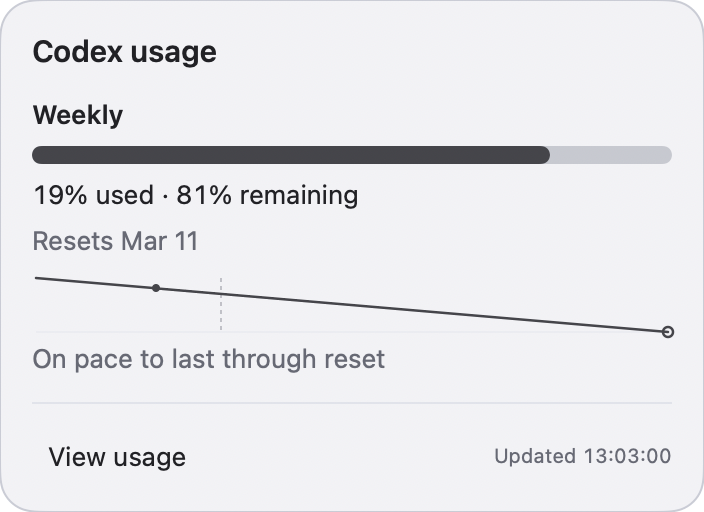 Codex usage
Weekly
19% used · 81% remaining
Resets Mar 11
On pace to last through reset
View usage
Updated 13:03:00